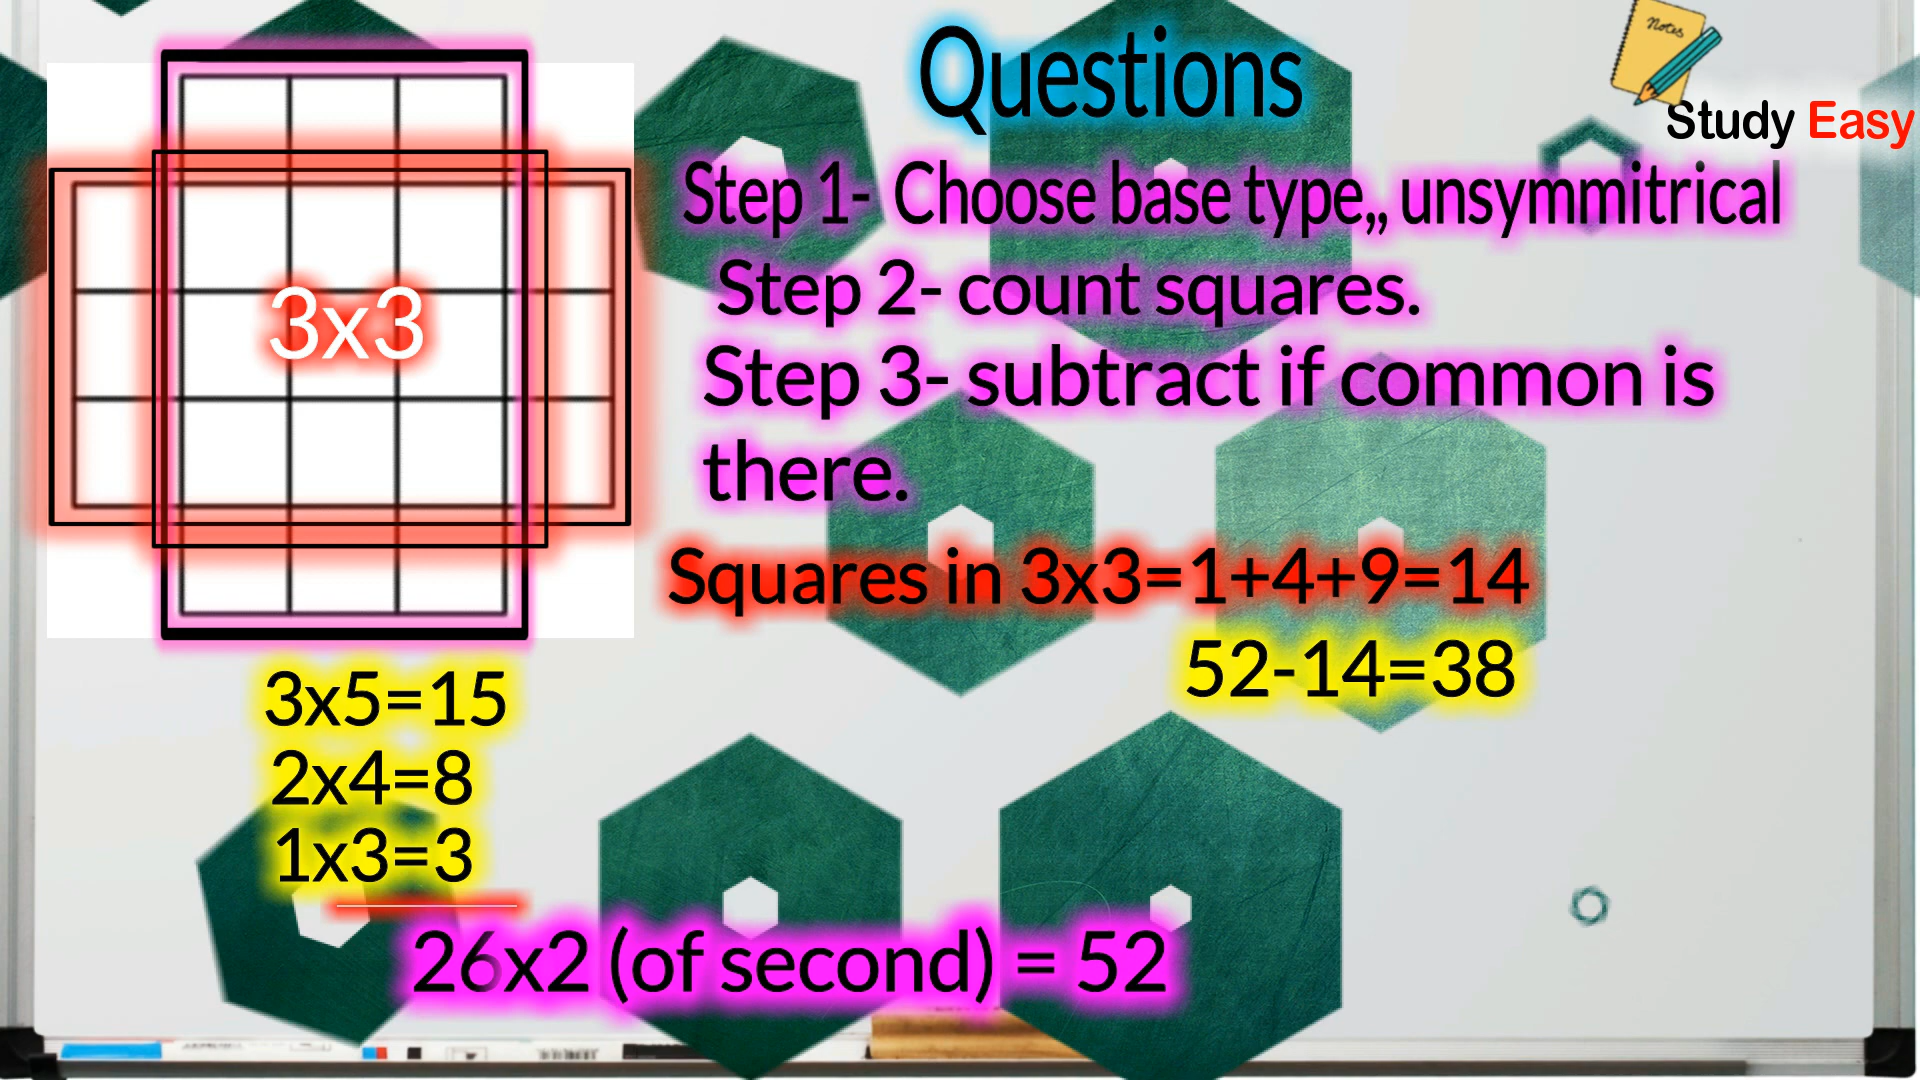 Questions
Notes
Study Easy
Step 1- Choose base type,, unsymmitrical
Step 2- count squares.
Step 3- subtract if common is
there.
3x3
Squares in 3x3=1+4+9=14
52-14=38
3x5=15
2x4=8
1x3=3
26x2 (of second) = 52